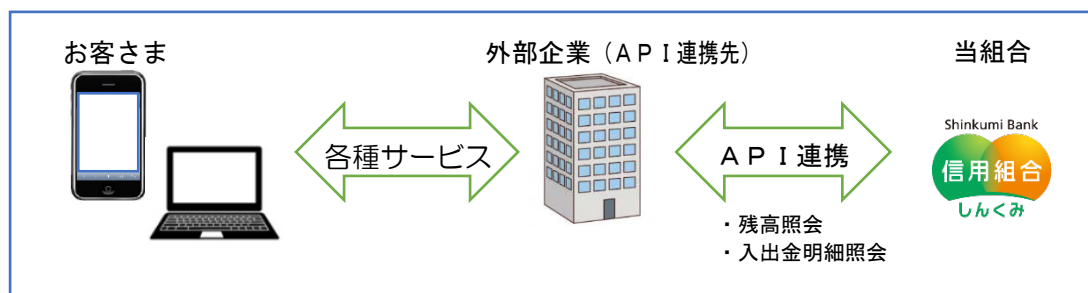 お客さま
外部企業（ＡＰＩ連携先）
当組合
各種サービス
ＡＰＩ連携
・残高照会
・入出金明細照会
Shinkumi Bank
信用組合
しんくみ